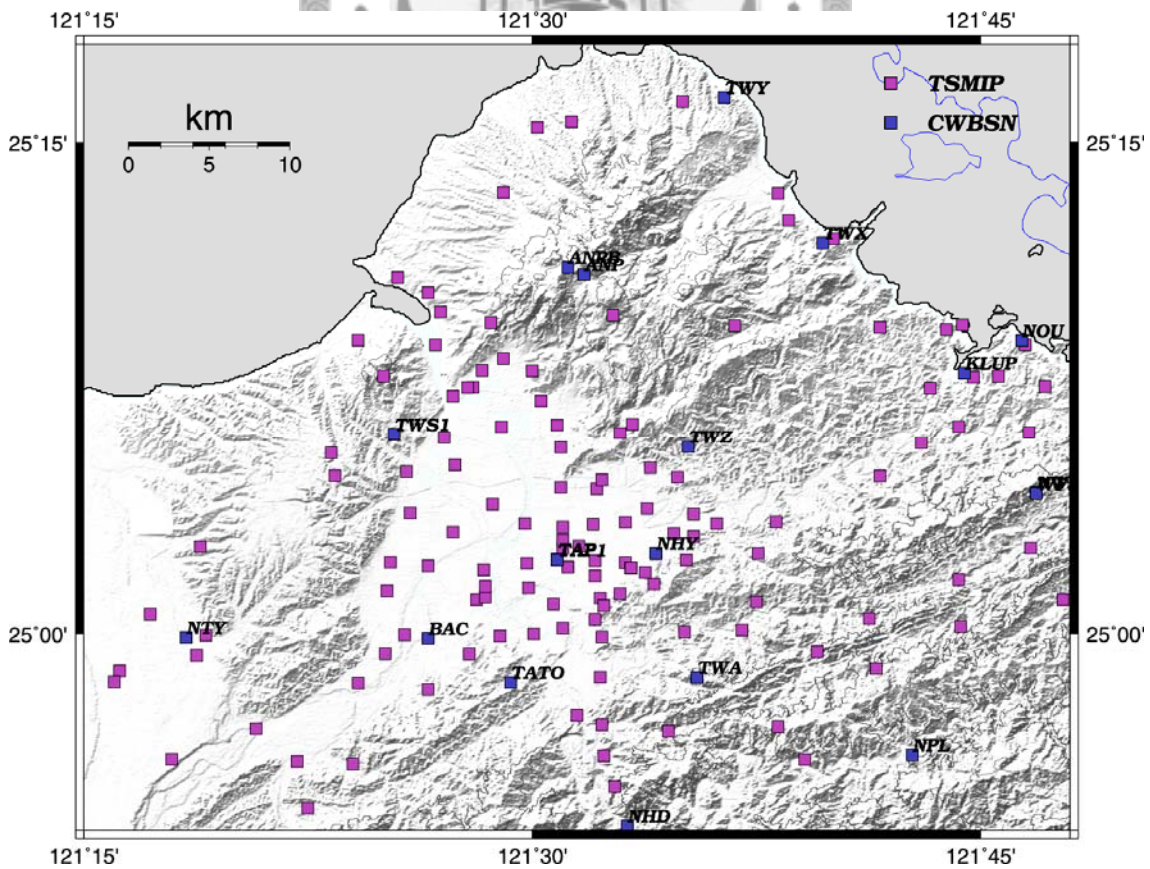 121°15' 121°30' 121°45'
TWY
TSMIP
CWBSN
km
0 5 10
25°15' 25°15'
TWX
ANP
NOU
KLUP
TWS1
TWZ
TAP1 NHY
NTY BAC
25°00' 25°00'
TATO TWA
NPL
NHD
121°15' 121°30' 121°45'